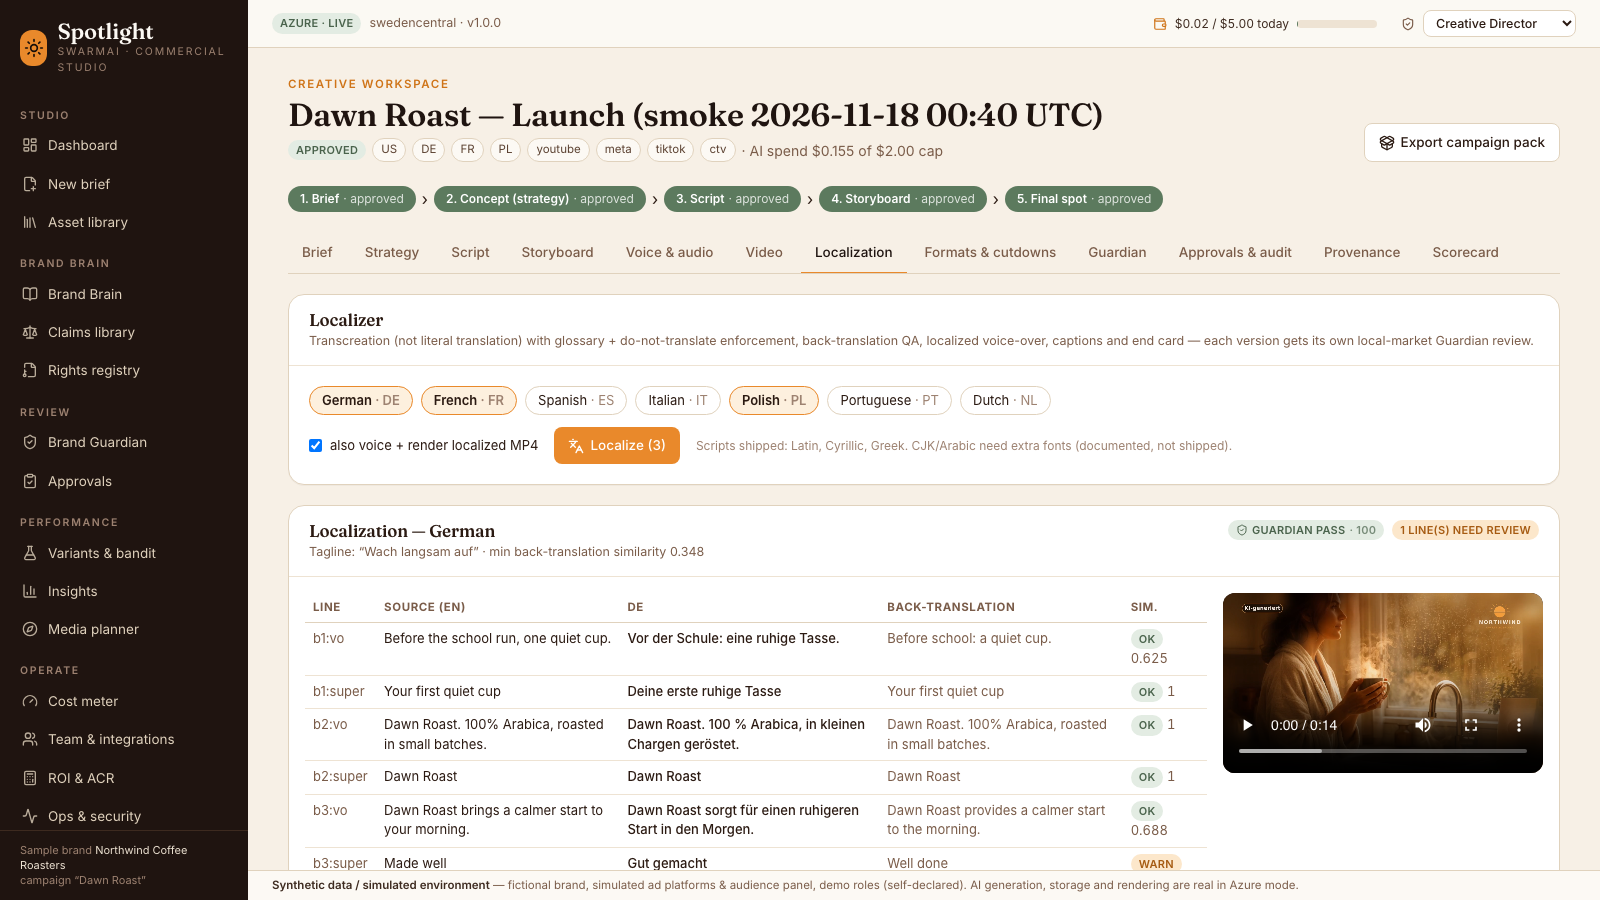 Spotlight
SWARMAI · COMMERCIAL
STUDIO
STUDIO
Dashboard
New brief
Asset library
BRAND BRAIN
Brand Brain
Claims library
Rights registry
REVIEW
Brand Guardian
Approvals
PERFORMANCE
Variants & bandit
Insights
Media planner
OPERATE
Cost meter
Team & integrations
ROI & ACR
Ops & security
Sample brand Northwind Coffee
Roasters
campaign “Dawn Roast”
AZURE · LIVE swedencentral · v1.0.0
$0.02 / $5.00 today
Creative Director
CREATIVE WORKSPACE
Dawn Roast — Launch (smoke 2026-11-18 00:40 UTC)
APPROVED US DE FR PL youtube meta tiktok ctv · AI spend $0.155 of $2.00 cap
Export campaign pack
1. Brief · approved › 2. Concept (strategy) · approved › 3. Script · approved › 4. Storyboard · approved › 5. Final spot · approved
Brief Strategy Script Storyboard Voice & audio Video Localization Formats & cutdowns Guardian Approvals & audit Provenance Scorecard
Localizer
Transcreation (not literal translation) with glossary + do-not-translate enforcement, back-translation QA, localized voice-over, captions and end card — each version gets its own local-market Guardian review.
German · DE French · FR Spanish · ES Italian · IT Polish · PL Portuguese · PT Dutch · NL
also voice + render localized MP4 Localize (3) Scripts shipped: Latin, Cyrillic, Greek. CJK/Arabic need extra fonts (documented, not shipped).
Localization — German
Tagline: “Wach langsam auf” · min back-translation similarity 0.348
GUARDIAN PASS · 100 1 LINE(S) NEED REVIEW
LINE SOURCE (EN) DE BACK-TRANSLATION SIM.
b1:vo Before the school run, one quiet cup. Vor der Schule: eine ruhige Tasse. Before school: a quiet cup. OK
0.625
b1:super Your first quiet cup Deine erste ruhige Tasse Your first quiet cup OK 1
b2:vo Dawn Roast. 100% Arabica, roasted Dawn Roast. 100 % Arabica, in kleinen Dawn Roast. 100% Arabica, roasted OK 1
in small batches. Chargen geröstet. in small batches.
b2:super Dawn Roast Dawn Roast Dawn Roast OK 1
b3:vo Dawn Roast brings a calmer start to Dawn Roast sorgt für einen ruhigeren Dawn Roast provides a calmer start OK
your morning. Start in den Morgen. to the morning. 0.688
b3:super Made well Gut gemacht Well done WARN
KI-generiert
NORTHWIND
0:00 / 0:14
Synthetic data / simulated environment — fictional brand, simulated ad platforms & audience panel, demo roles (self-declared). AI generation, storage and rendering are real in Azure mode.